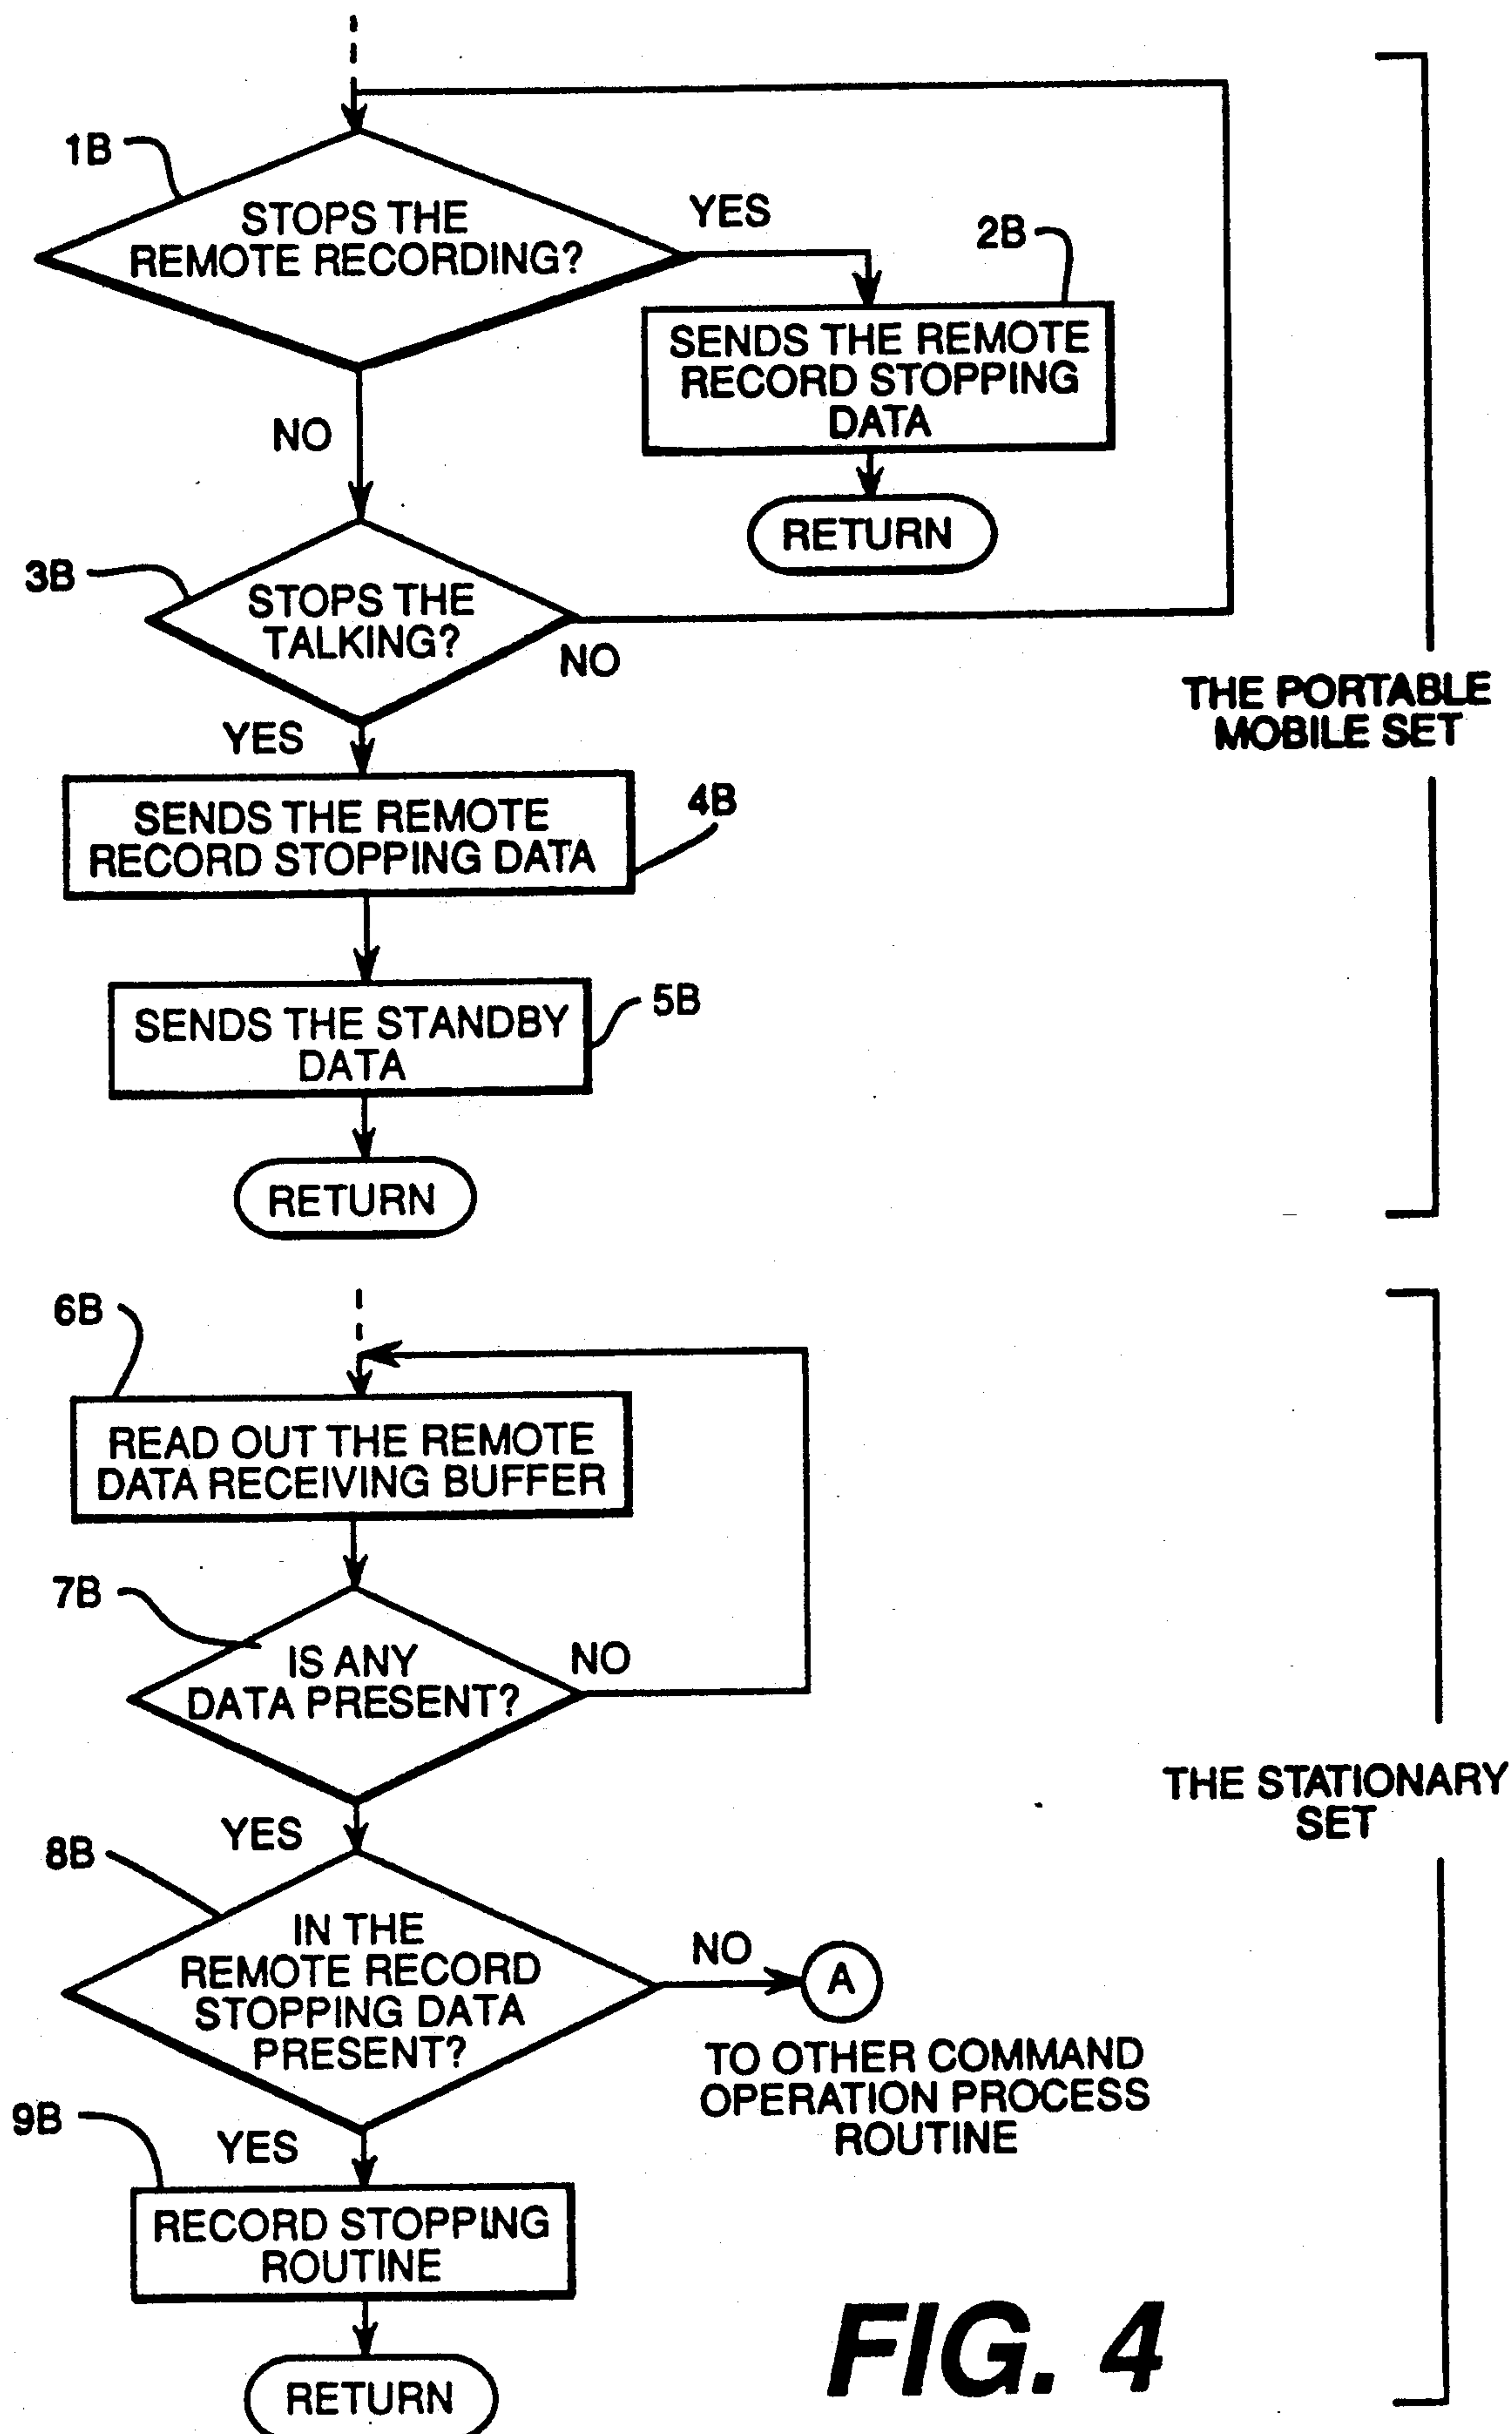 1B
STOPS THE
REMOTE RECORDING?
YES
2B
SENDS THE REMOTE
RECORD STOPPING
DATA
RETURN
NO
3B
STOPS THE
TALKING?
NO
YES
THE PORTABLE
MOBILE SET
SENDS THE REMOTE
RECORD STOPPING DATA
4B
SENDS THE STANDBY
DATA
5B
RETURN
6B
READ OUT THE REMOTE
DATA RECEIVING BUFFER
7B
IS ANY
DATA PRESENT?
NO
YES
THE STATIONARY
SET
8B
IN THE
REMOTE RECORD
STOPPING DATA
PRESENT?
NO
A
TO OTHER COMMAND
OPERATION PROCESS
ROUTINE
9B
YES
RECORD STOPPING
ROUTINE
RETURN
FIG. 4